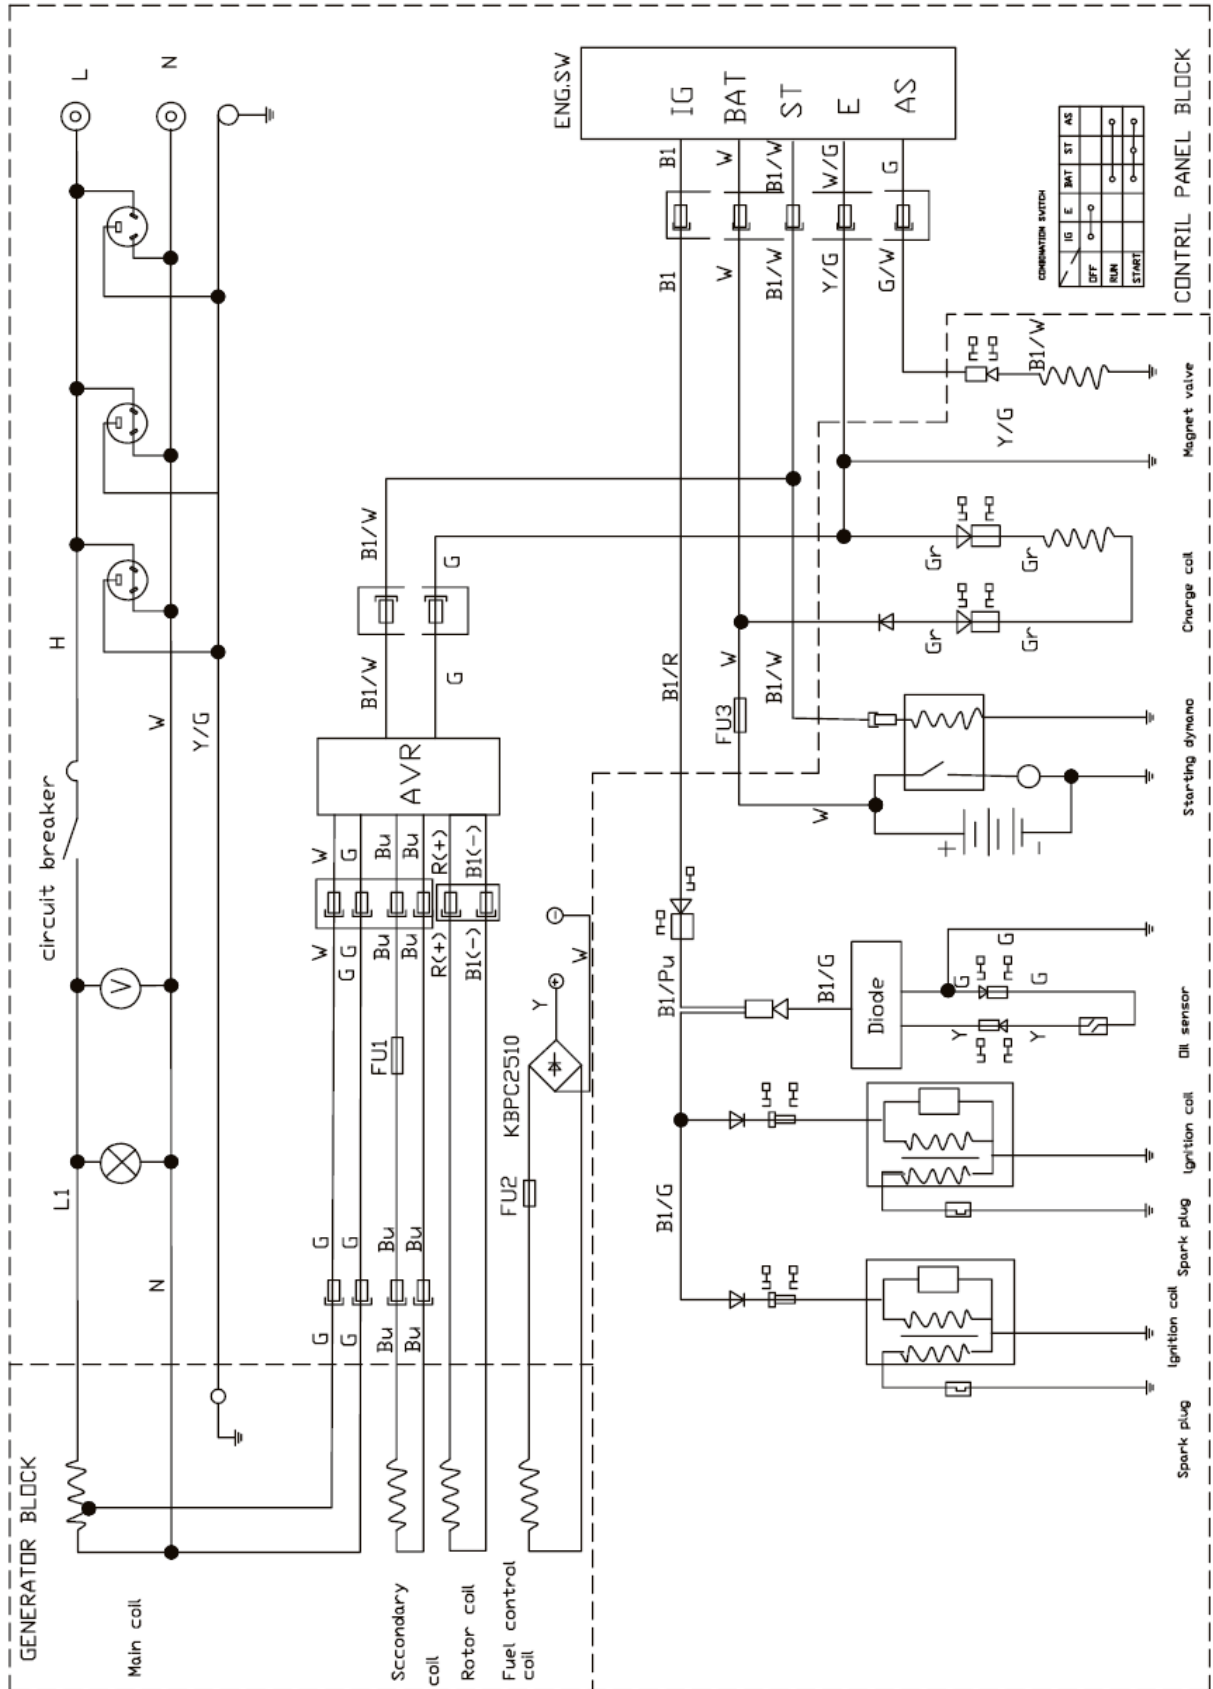 GENERATOR BLOCK
L1
circuit breaker
H
L
V
Main coil
N
W
N
Y/G
G
G
W
W
G
G
G G
G
Sccondary
coil
Bu
Bu
FU1
Bu
Bu
Bu
Bu
Bu
Bu
AVR
B1/W
B1/W
G
G
Rotor coil
R(+)
R(+)
B1(-)
B1(-)
Fuel control
coil
FU2
KBPC2510
Y
W
+
-
ENG.SW
IG
BAT
ST
E
AS
B1
W
B1/W
W/G
G
B1
W
B1/W
Y/G
G/W
B1/G
B1/Pu
B1/R
FU3
W
B1/W
W
+
-
B1/G
Diode
G
G
G
Y
Y
Gr
Gr
Gr
Gr
Y/G
B1/W
COMBINATION SWITCH
IG E BAT ST AS
OFF
RUN
START
Spark plug
Ignition coil
Spark plug
Ignition coil
Oil sensor
Starting dynamo
Charge coil
Magnet valve
CONTRIL PANEL BLOCK